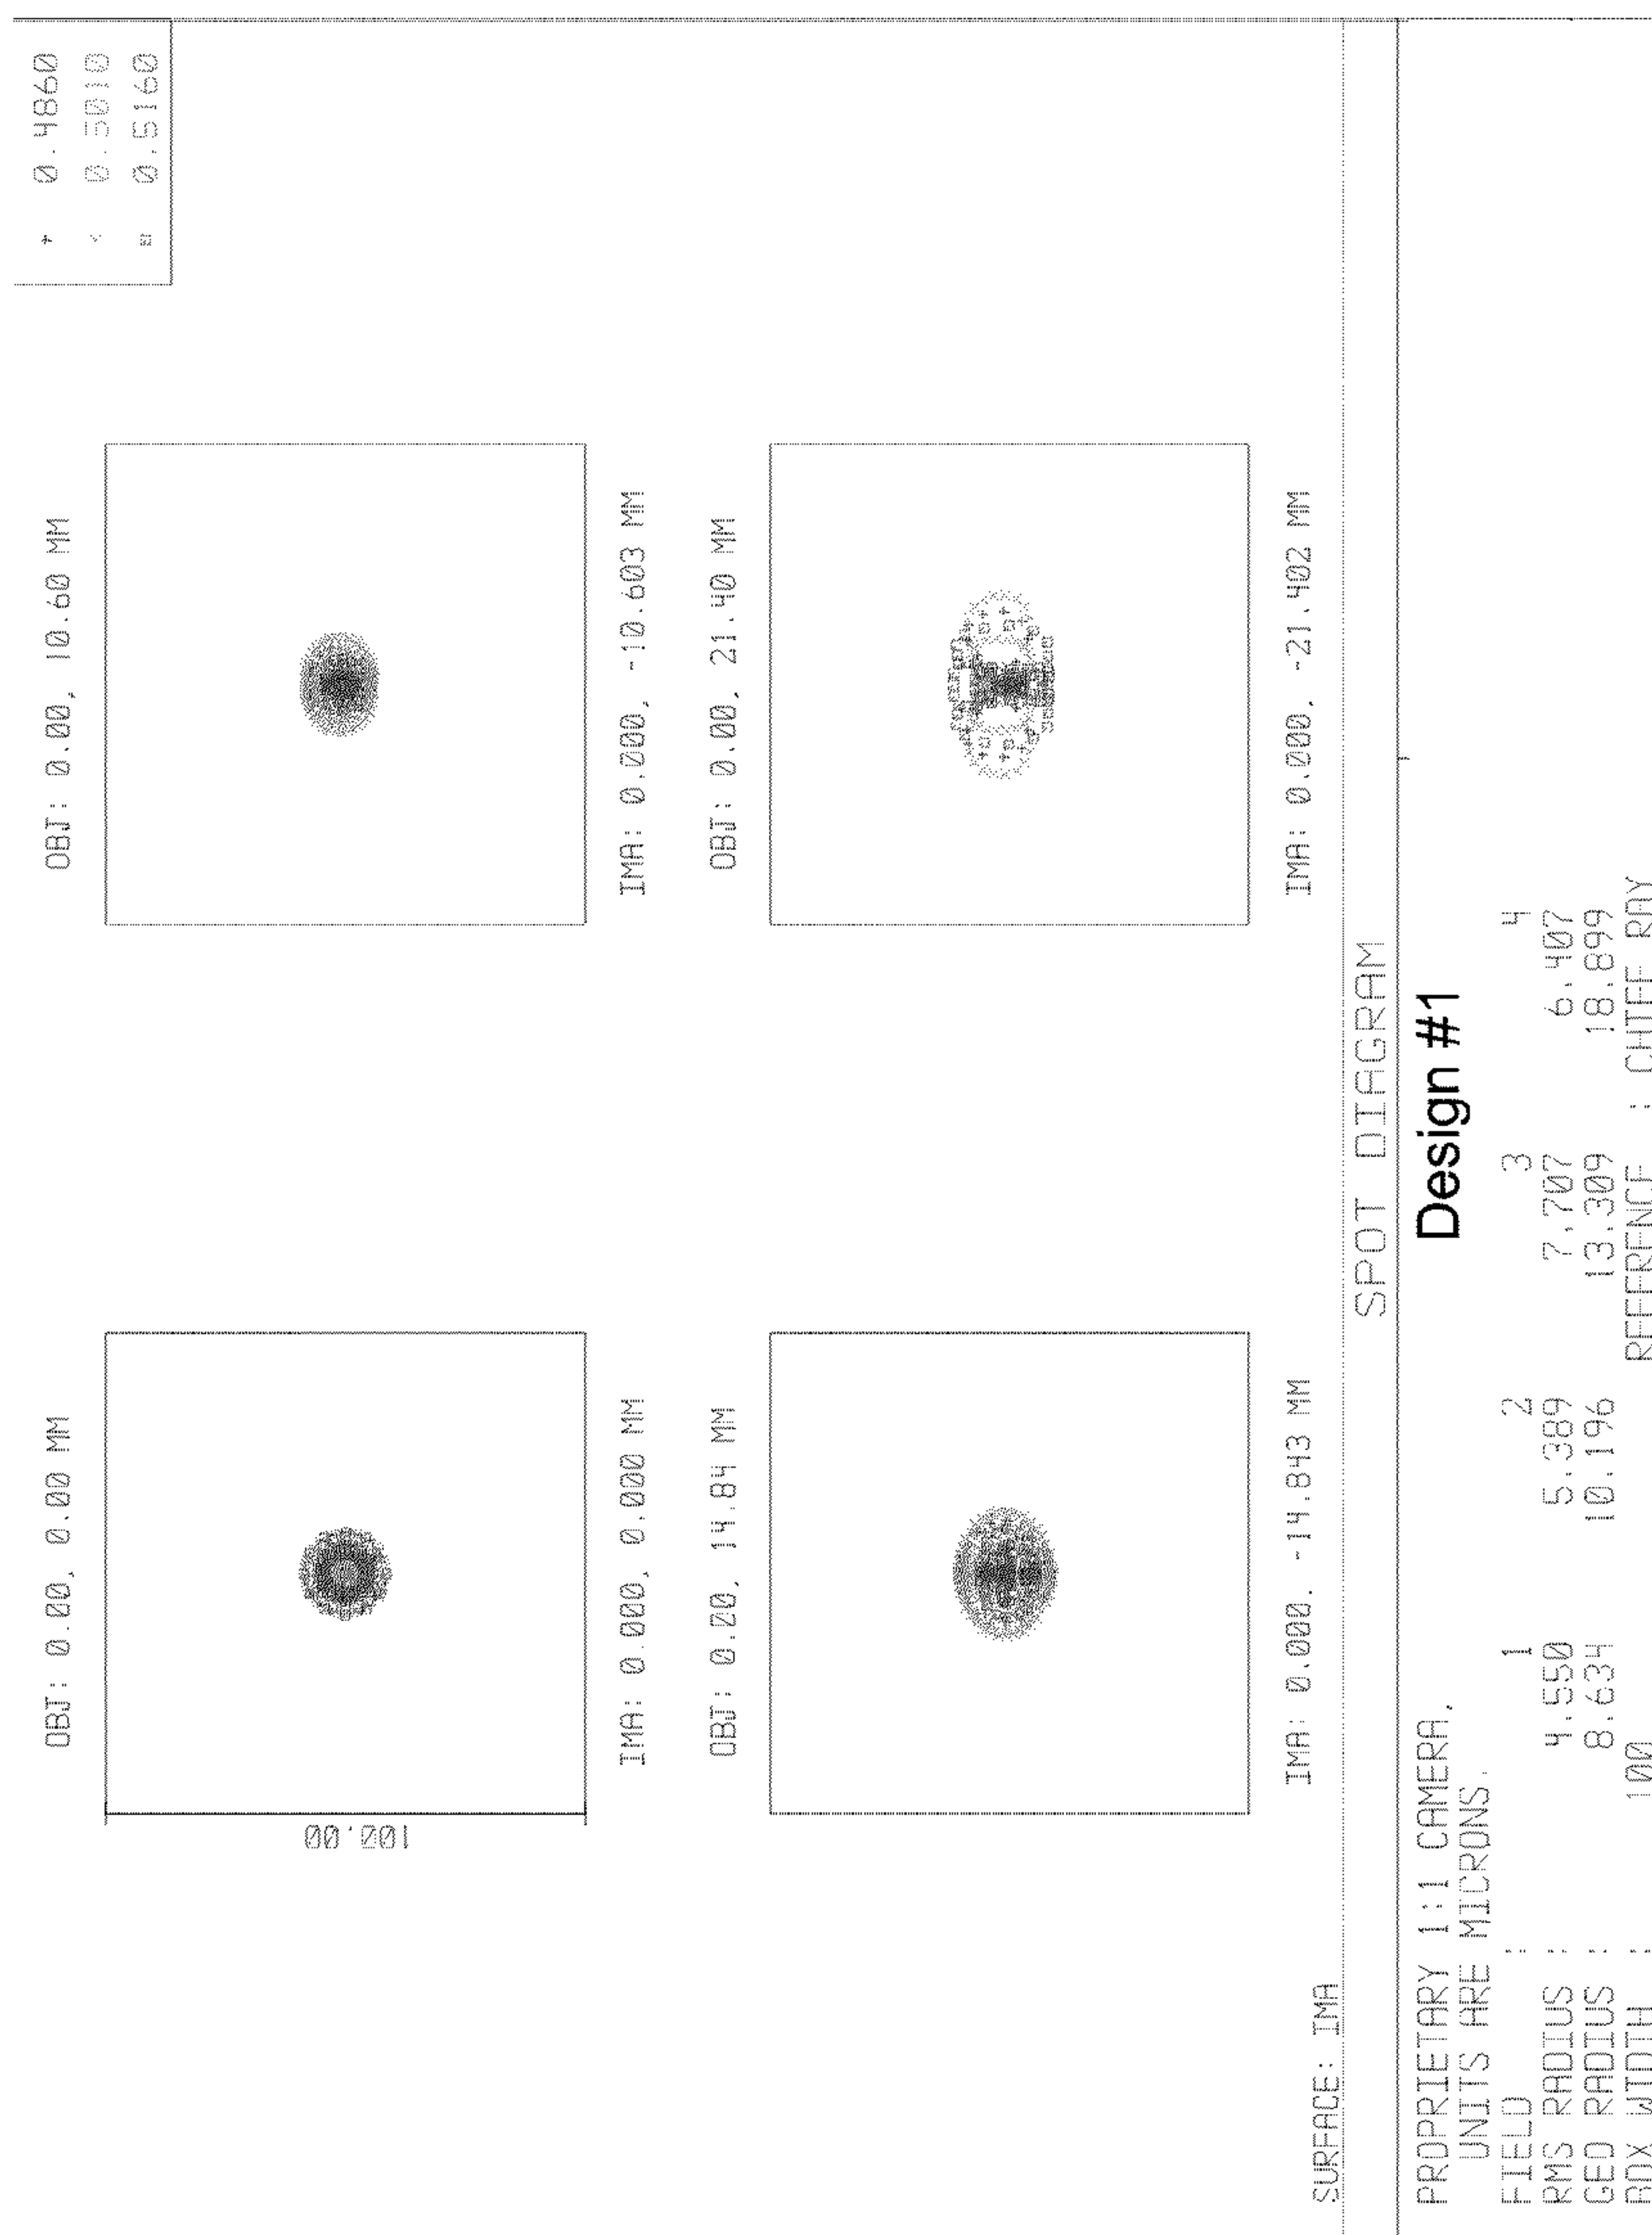 + 0.4860
× 0.5010
▫ 0.5160
OBJ: 0.00, 0.00 MM
OBJ: 0.00, 10.60 MM
100.00
IMA: 0.000, 0.000 MM
IMA: 0.000, -10.603 MM
OBJ: 0.00, 14.84 MM
OBJ: 0.00, 21.40 MM
IMA: 0.000, -14.843 MM
IMA: 0.000, -21.402 MM
SURFACE: IMA
SPOT DIAGRAM
PROPRIETARY 1:1 CAMERA. Design #1
UNITS ARE MICRONS.
FIELD : 1 2 3 4
RMS RADIUS : 4.550 5.389 7.707 6.407
GEO RADIUS : 8.634 10.196 13.309 18.899
BOX WIDTH : 100 REFERENCE : CHIEF RAY